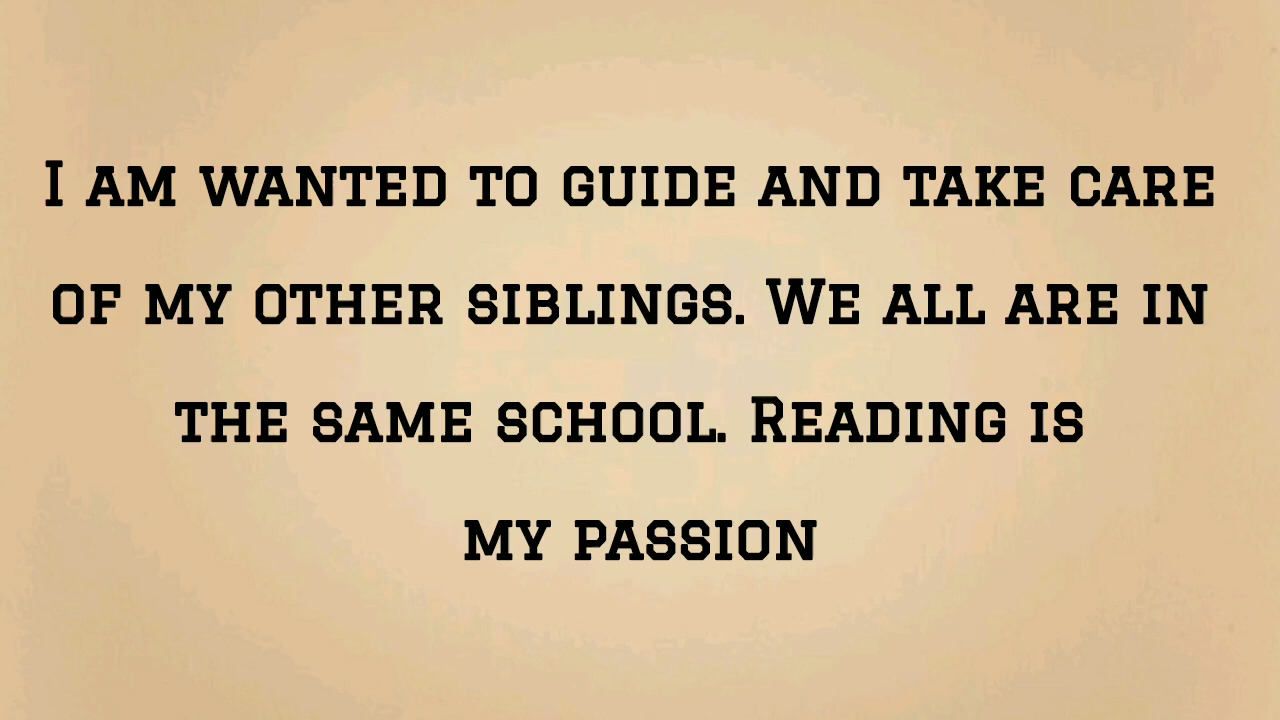 I am wanted to guide and take care
of my other siblings. We all are in
the same school. Reading is
my passion